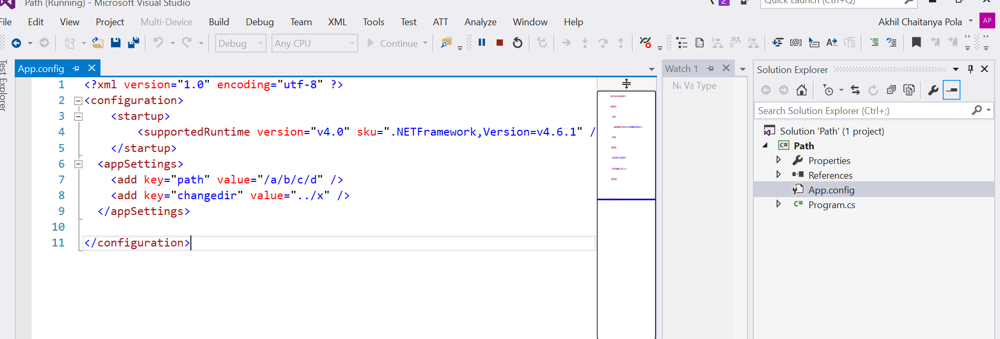 Path (Running) - Microsoft Visual Studio
2
Quick Launch (Ctrl+Q)
File Edit View Project Multi-Device Build Debug Team XML Tools Test ATT Analyze Window Help
Akhil Chaitanya Pola AP
Debug Any CPU Continue
Test Explorer
App.config
1 <?xml version="1.0" encoding="utf-8" ?>
2 <configuration>
3 <startup>
4 <supportedRuntime version="v4.0" sku=".NETFramework,Version=v4.6.1" /
5 </startup>
6 <appSettings>
7 <add key="path" value="/a/b/c/d" />
8 <add key="changedir" value="../x" />
9 </appSettings>
10
11 </configuration>
Watch 1
Na Va Type
Solution Explorer
Search Solution Explorer (Ctrl+;)
Solution 'Path' (1 project)
C# Path
Properties
References
App.config
C# Program.cs